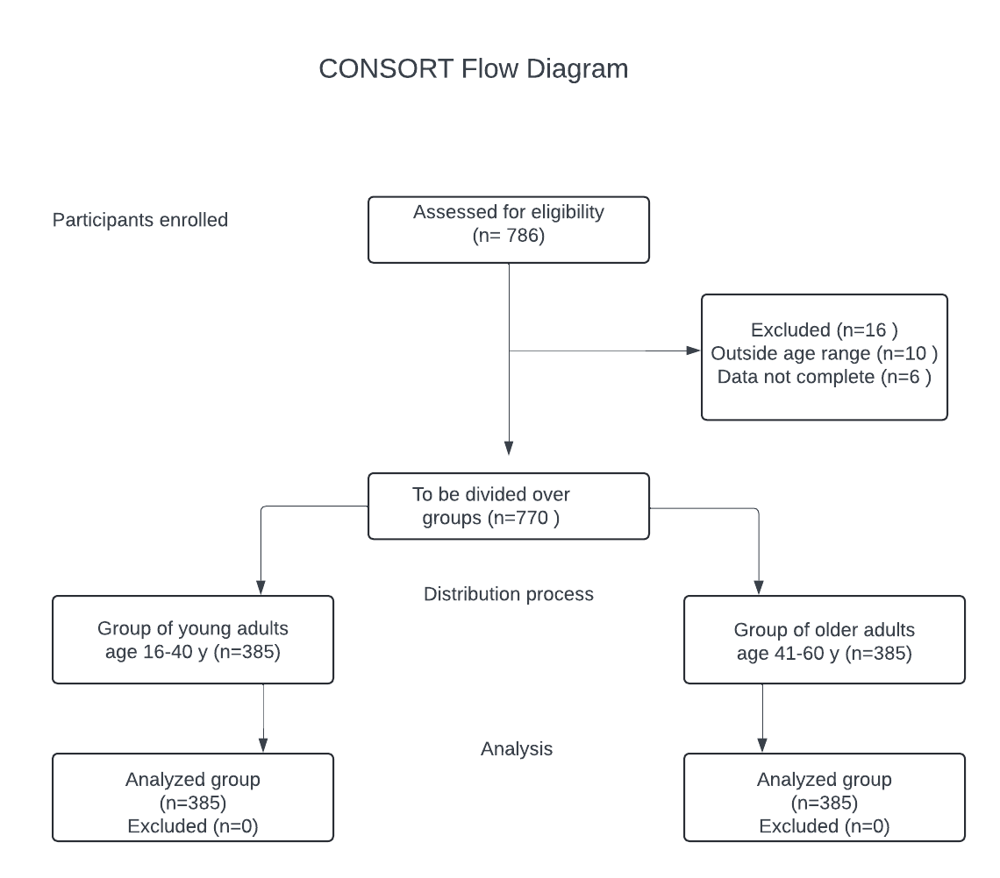 CONSORT Flow Diagram
Participants enrolled
Assessed for eligibility
(n= 786)
Excluded (n=16 )
Outside age range (n=10 )
Data not complete (n=6 )
To be divided over
groups (n=770 )
Distribution process
Group of young adults
age 16-40 y (n=385)
Group of older adults
age 41-60 y (n=385)
Analysis
Analyzed group
(n=385)
Excluded (n=0)
Analyzed group
(n=385)
Excluded (n=0)